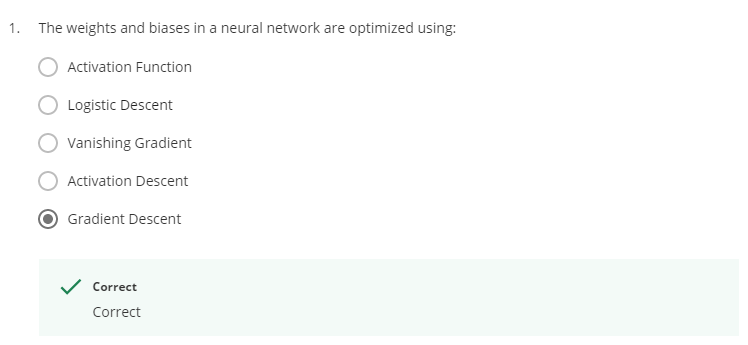 1. The weights and biases in a neural network are optimized using:
Activation Function
Logistic Descent
Vanishing Gradient
Activation Descent
Gradient Descent
Correct
Correct